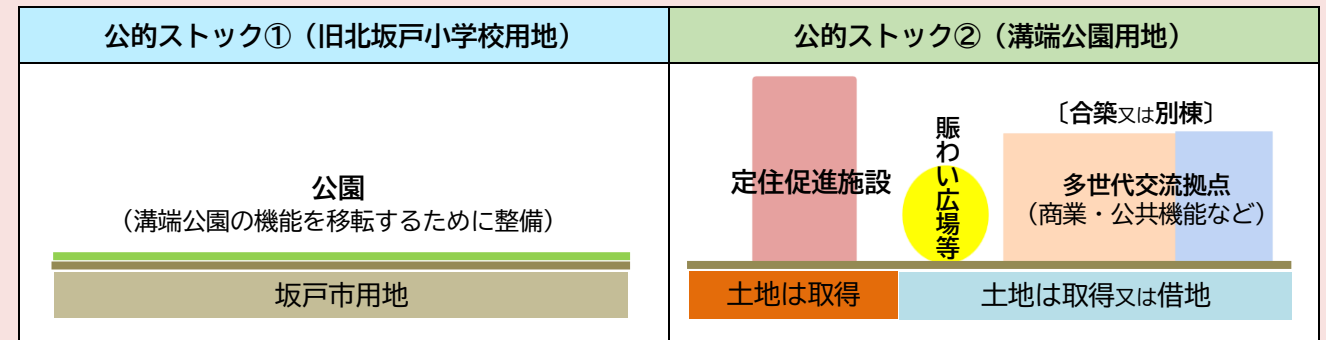 公的ストック①（旧北坂戸小学校用地）
公的ストック②（溝端公園用地）
公園
（溝端公園の機能を移転するために整備）
坂戸市用地
定住促進施設
賑わい広場等
〔合築又は別棟〕
多世代交流拠点
（商業・公共機能など）
土地は取得
土地は取得又は借地